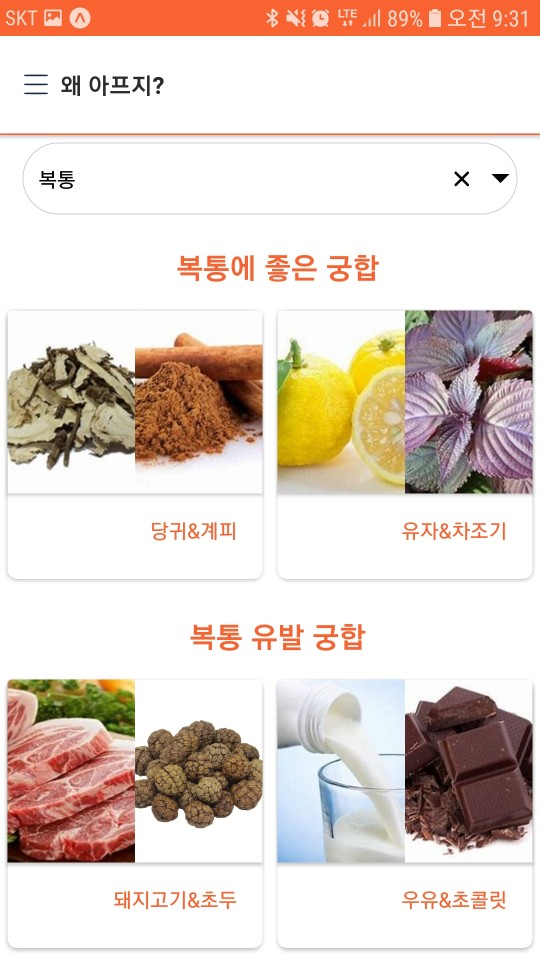 SKT LTE 89% 오전 9:31
왜 아프지?
복통
복통에 좋은 궁합
당귀&계피
유자&차조기
복통 유발 궁합
돼지고기&초두
우유&초콜릿